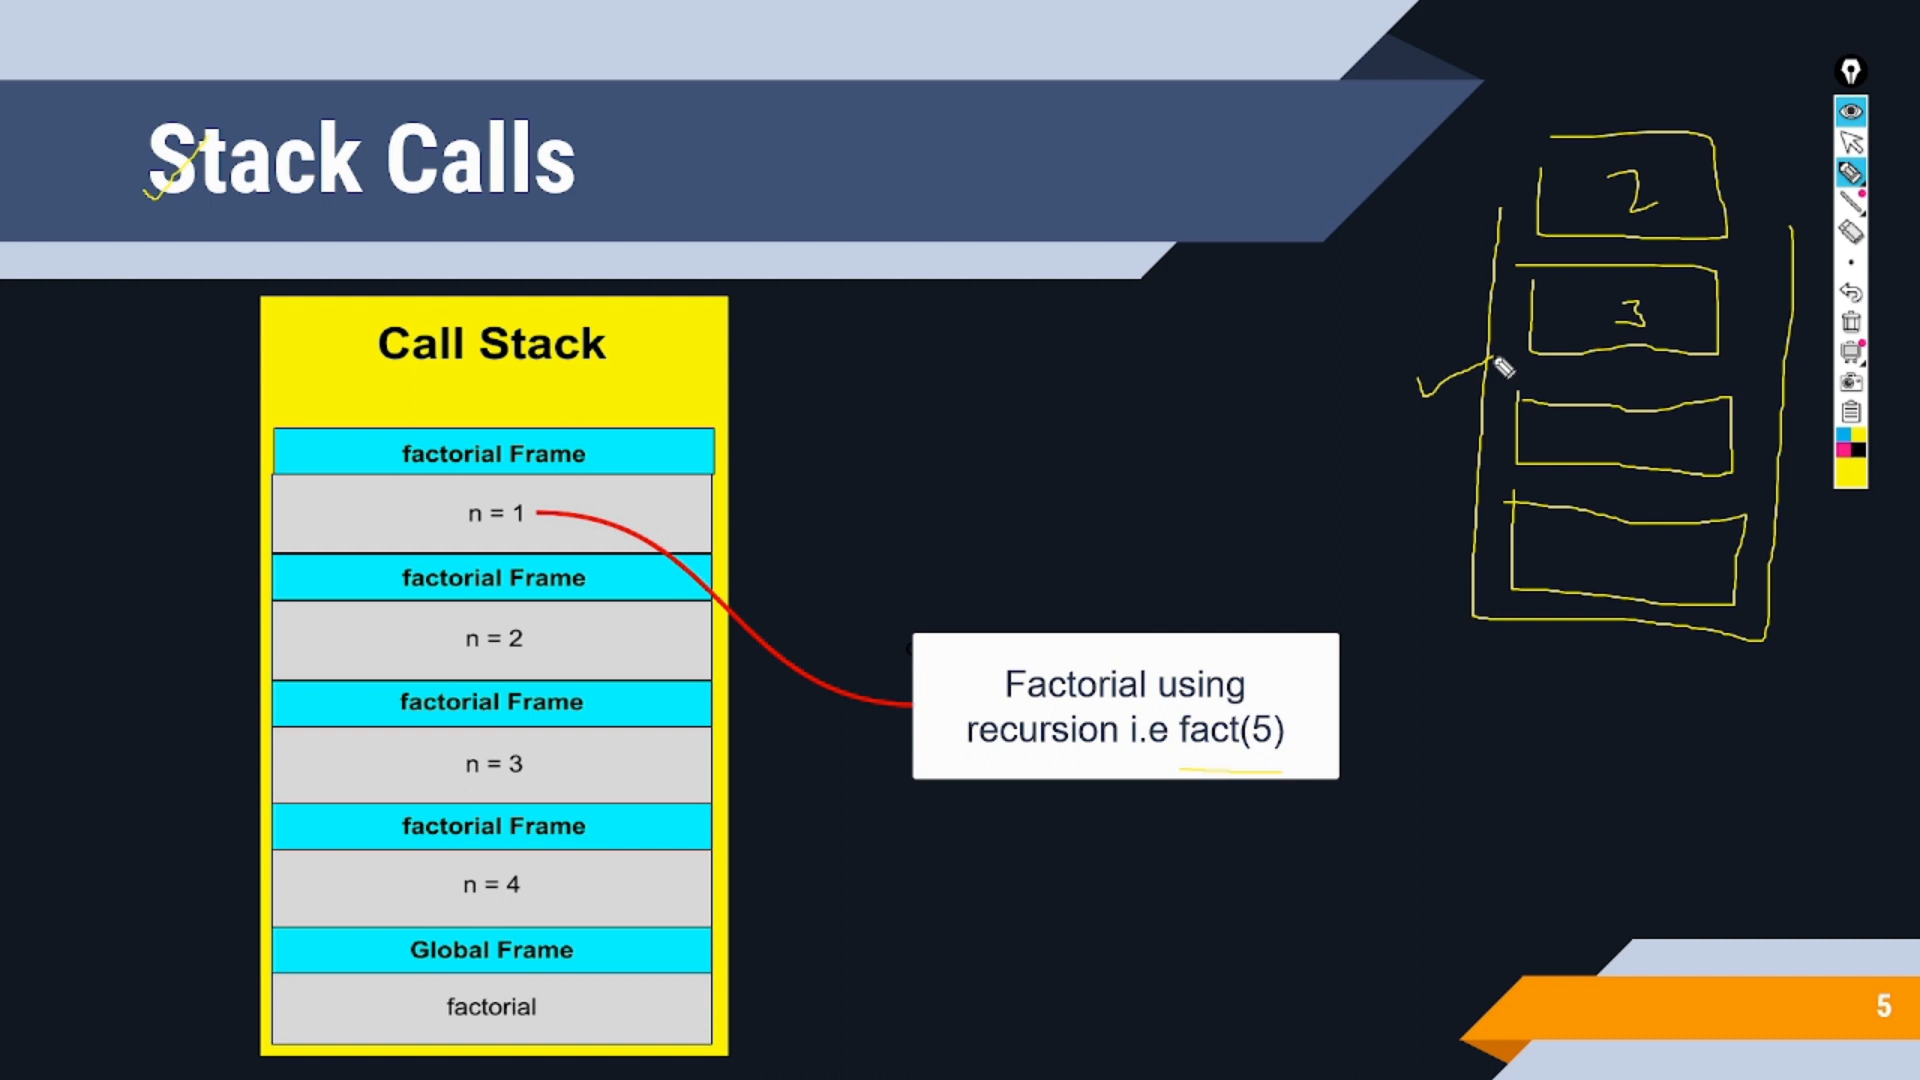 Stack Calls
Call Stack
factorial Frame
n = 1
factorial Frame
n = 2
factorial Frame
n = 3
factorial Frame
n = 4
Global Frame
factorial
Factorial using
recursion i.e fact(5)
2
3
5